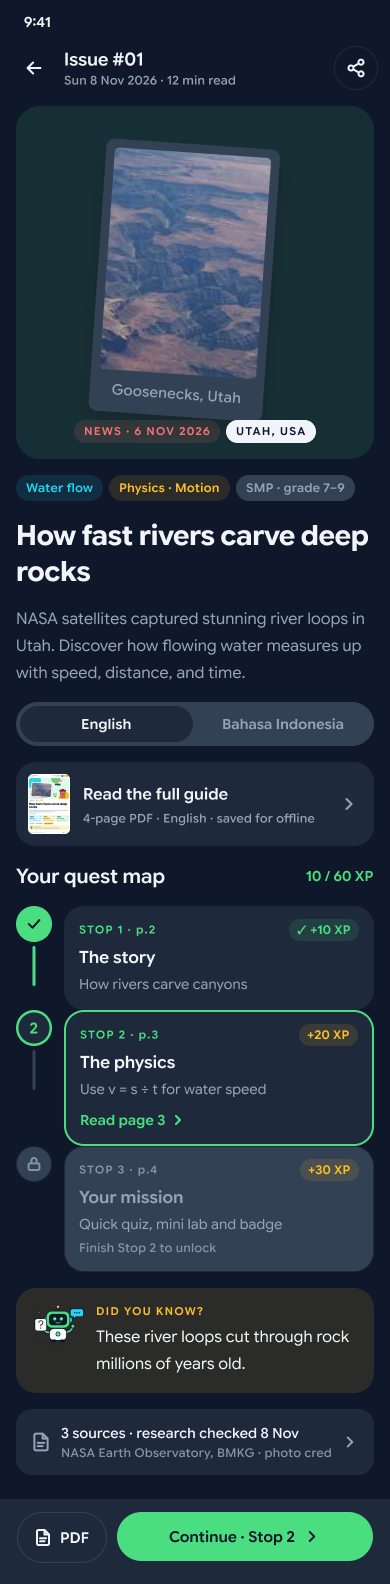 9:41
Issue #01
Sun 8 Nov 2026 · 12 min read
Goosenecks, Utah
NEWS · 6 NOV 2026
UTAH, USA
Water flow
Physics · Motion
SMP · grade 7–9
How fast rivers carve deep
rocks
NASA satellites captured stunning river loops in
Utah. Discover how flowing water measures up
with speed, distance, and time.
English
Bahasa Indonesia
Read the full guide
4-page PDF · English · saved for offline
Your quest map
10 / 60 XP
STOP 1 · p.2
✓ +10 XP
The story
How rivers carve canyons
2
STOP 2 · p.3
+20 XP
The physics
Use v = s ÷ t for water speed
Read page 3
STOP 3 · p.4
+30 XP
Your mission
Quick quiz, mini lab and badge
Finish Stop 2 to unlock
?
DID YOU KNOW?
These river loops cut through rock
millions of years old.
3 sources · research checked 8 Nov
NASA Earth Observatory, BMKG · photo cred
PDF
Continue · Stop 2